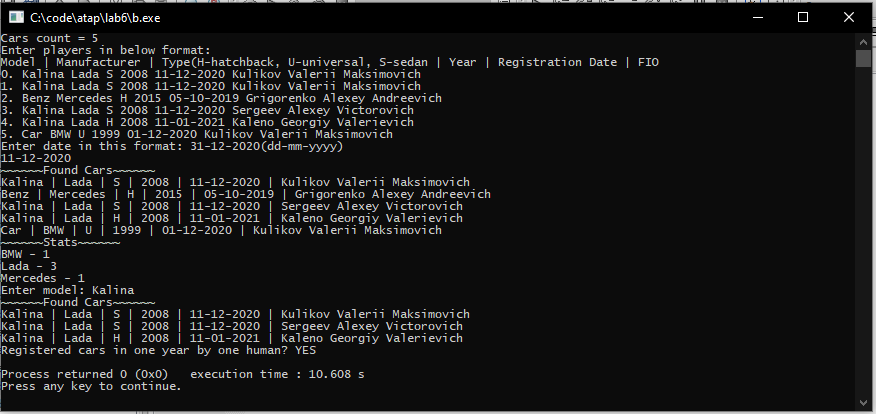 C:\code\atap\lab6\b.exe
Cars count = 5
Enter players in below format:
Model | Manufacturer | Type(H-hatchback, U-universal, S-sedan | Year | Registration Date | FIO
0. Kalina Lada S 2008 11-12-2020 Kulikov Valerii Maksimovich
1. Kalina Lada S 2008 11-12-2020 Kulikov Valerii Maksimovich
2. Benz Mercedes H 2015 05-10-2019 Grigorenko Alexey Andreevich
3. Kalina Lada S 2008 11-12-2020 Sergeev Alexey Victorovich
4. Kalina Lada H 2008 11-01-2021 Kaleno Georgiy Valerievich
5. Car BMW U 1999 01-12-2020 Kulikov Valerii Maksimovich
Enter date in this format: 31-12-2020(dd-mm-yyyy)
11-12-2020
~~~~~~Found Cars~~~~~~
Kalina | Lada | S | 2008 | 11-12-2020 | Kulikov Valerii Maksimovich
Benz | Mercedes | H | 2015 | 05-10-2019 | Grigorenko Alexey Andreevich
Kalina | Lada | S | 2008 | 11-12-2020 | Sergeev Alexey Victorovich
Kalina | Lada | H | 2008 | 11-01-2021 | Kaleno Georgiy Valerievich
Car | BMW | U | 1999 | 01-12-2020 | Kulikov Valerii Maksimovich
~~~~~~Stats~~~~~~
BMW - 1
Lada - 3
Mercedes - 1
Enter model: Kalina
~~~~~~Found Cars~~~~~~
Kalina | Lada | S | 2008 | 11-12-2020 | Kulikov Valerii Maksimovich
Kalina | Lada | S | 2008 | 11-12-2020 | Sergeev Alexey Victorovich
Kalina | Lada | H | 2008 | 11-01-2021 | Kaleno Georgiy Valerievich
Registered cars in one year by one human? YES
Process returned 0 (0x0)   execution time : 10.608 s
Press any key to continue.